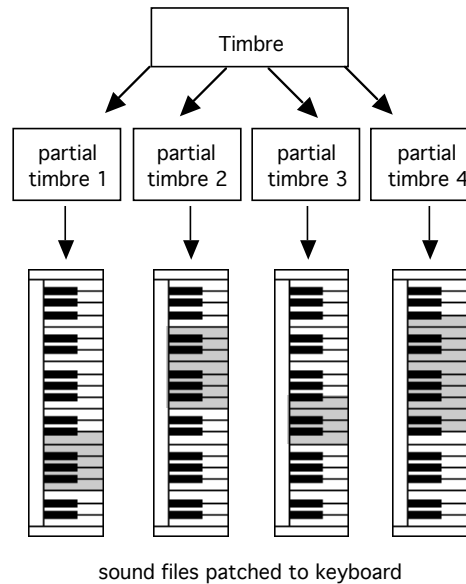 Timbre
partial
timbre 1
partial
timbre 2
partial
timbre 3
partial
timbre 4
sound files patched to keyboard